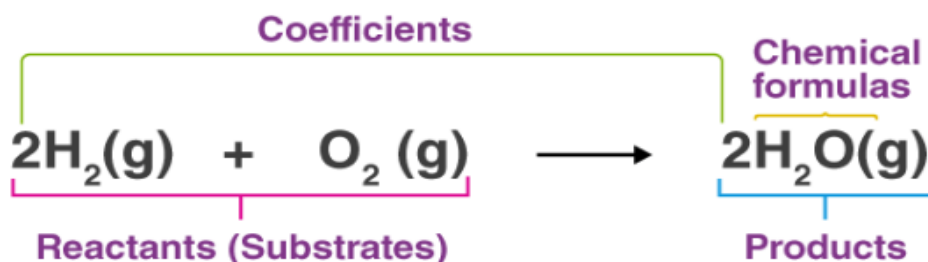 Coefficients
Chemical
formulas
2H₂(g) + O₂ (g) → 2H₂O(g)
Reactants (Substrates) Products